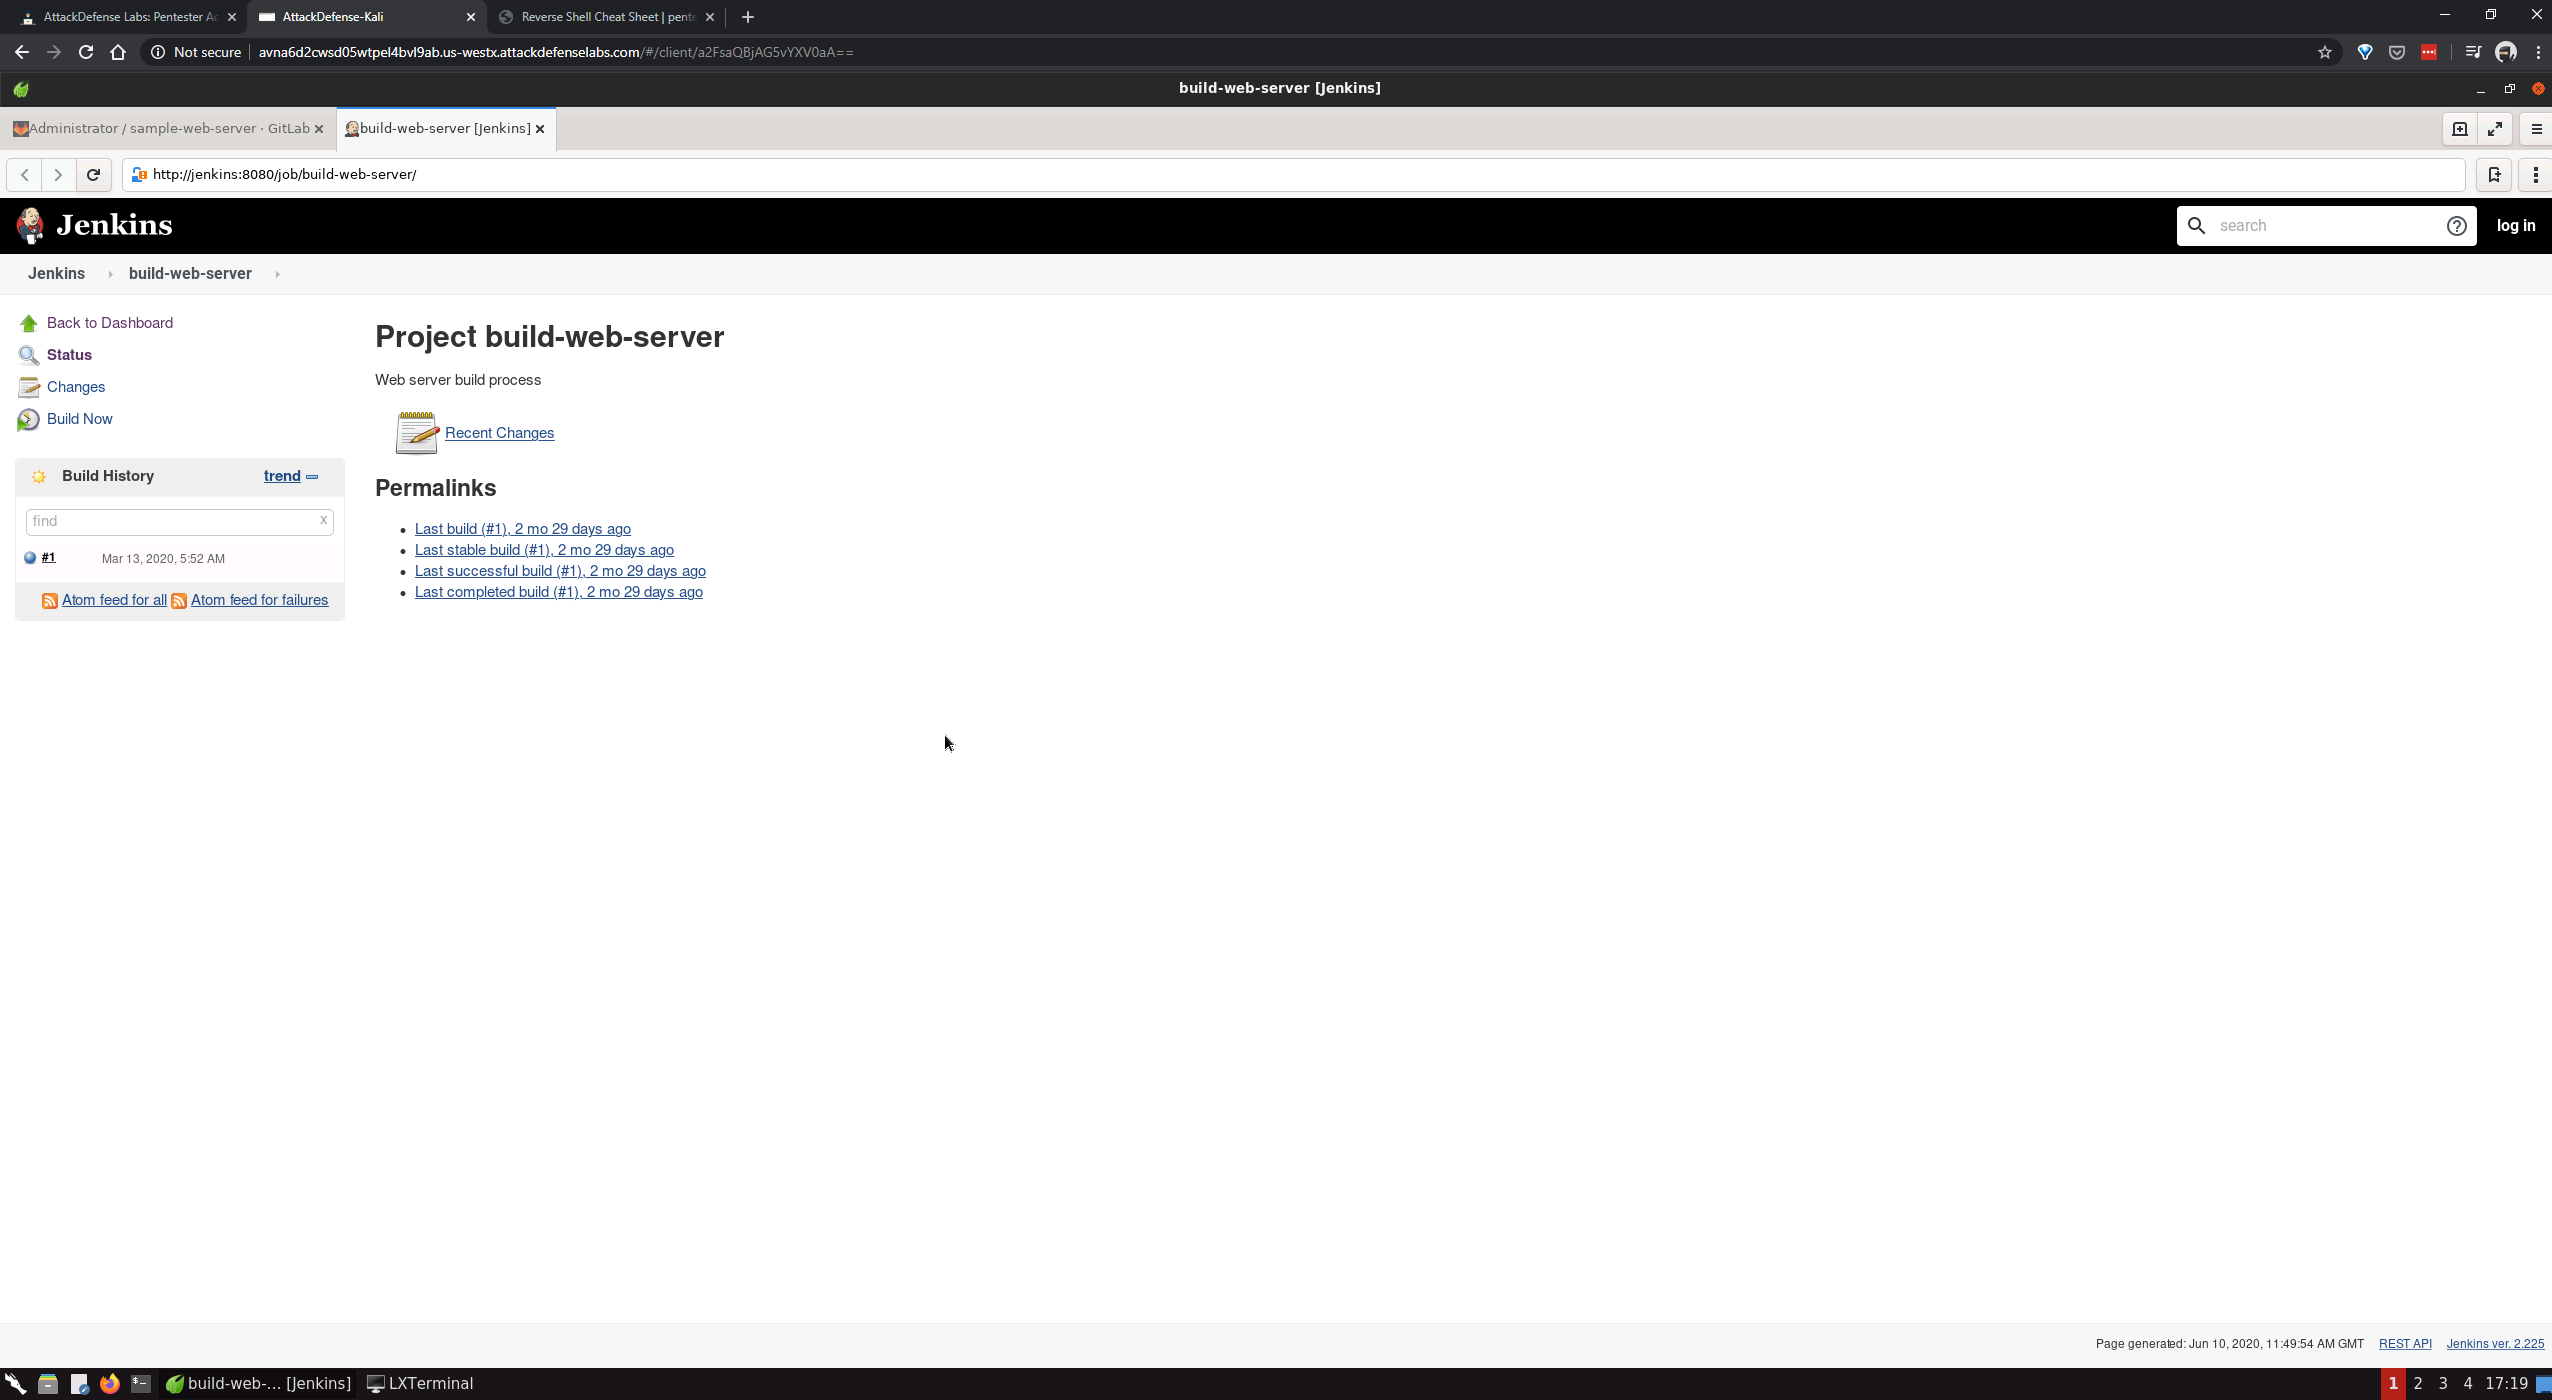 AttackDefense Labs: Pentester Ac
AttackDefense-Kali
Reverse Shell Cheat Sheet | pente
Not secure
avna6d2cwsd05wtpel4bvl9ab.us-westx.attackdefenselabs.com/#/client/a2FsaQBjAG5vYXV0aA==
build-web-server [Jenkins]
Administrator / sample-web-server · GitLab
build-web-server [Jenkins]
http://jenkins:8080/job/build-web-server/
Jenkins
search
log in
Jenkins
build-web-server
Back to Dashboard
Status
Changes
Build Now
Build History
trend
find
x
#1
Mar 13, 2020, 5:52 AM
Atom feed for all
Atom feed for failures
Project build-web-server
Web server build process
Recent Changes
Permalinks
Last build (#1), 2 mo 29 days ago
Last stable build (#1), 2 mo 29 days ago
Last successful build (#1), 2 mo 29 days ago
Last completed build (#1), 2 mo 29 days ago
Page generated: Jun 10, 2020, 11:49:54 AM GMT
REST API
Jenkins ver. 2.225
build-web-... [Jenkins]
LXTerminal
1
2
3
4
17:19